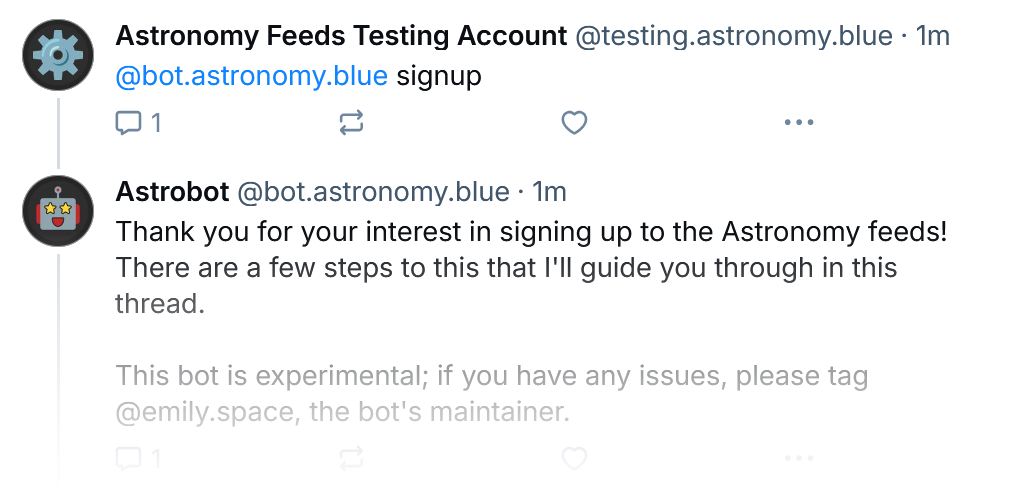 Astronomy Feeds Testing Account @testing.astronomy.blue · 1m
@bot.astronomy.blue signup
1
Astrobot @bot.astronomy.blue · 1m
Thank you for your interest in signing up to the Astronomy feeds!
There are a few steps to this that I'll guide you through in this
thread.
This bot is experimental; if you have any issues, please tag
@emily.space, the bot's maintainer.
1